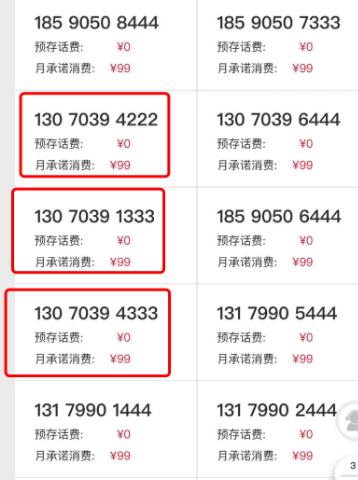 185 9050 8444
预存话费: ¥0
月承诺消费: ¥99
185 9050 7333
预存话费: ¥0
月承诺消费: ¥99
130 7039 4222
预存话费: ¥0
月承诺消费: ¥99
130 7039 6444
预存话费: ¥0
月承诺消费: ¥99
130 7039 1333
预存话费: ¥0
月承诺消费: ¥99
185 9050 6444
预存话费: ¥0
月承诺消费: ¥99
130 7039 4333
预存话费: ¥0
月承诺消费: ¥99
131 7990 5444
预存话费: ¥0
月承诺消费: ¥99
131 7990 1444
预存话费: ¥0
月承诺消费: ¥99
131 7990 2444
预存话费: ¥0
月承诺消费: ¥99
3